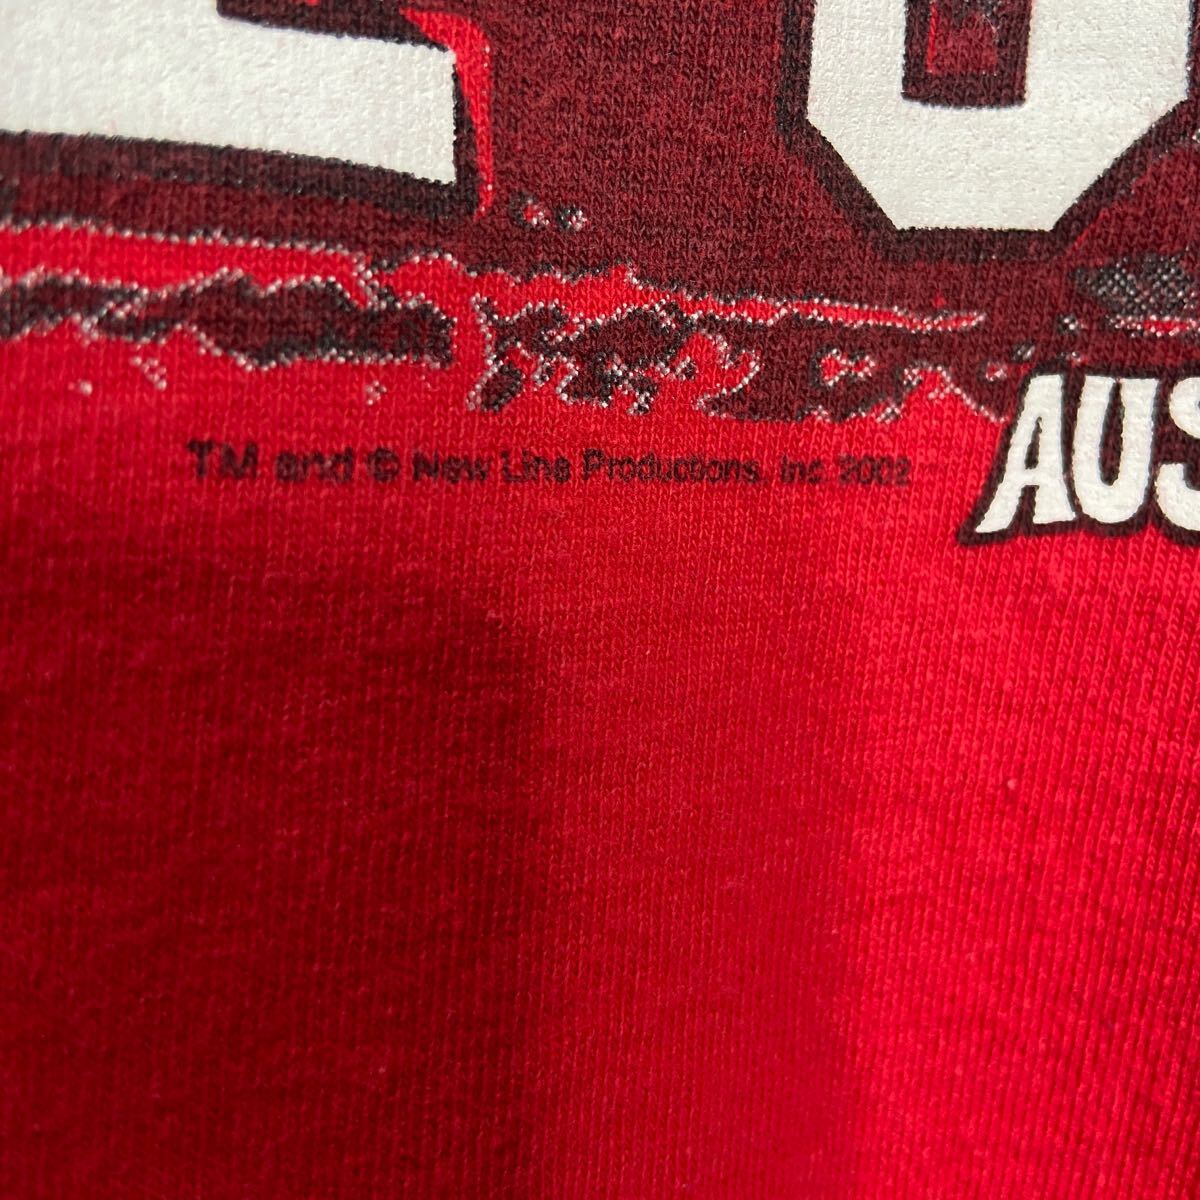 TM and © New Line Productions, Inc 2002
AUS